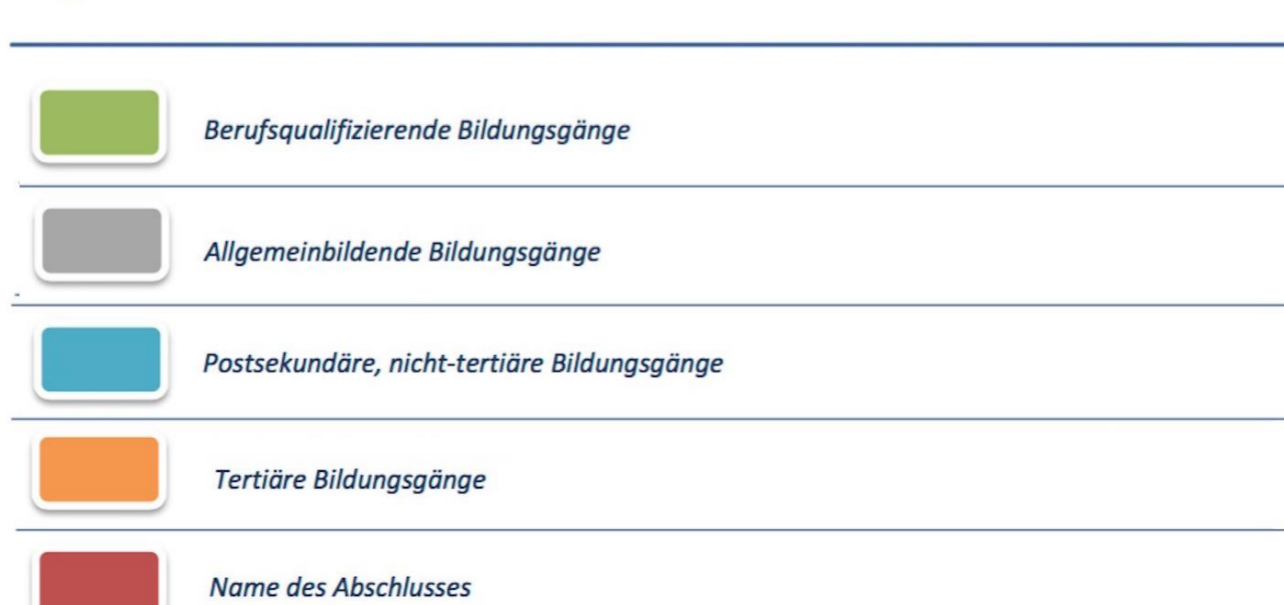 Berufsqualifizierende Bildungsgänge
Allgemeinbildende Bildungsgänge
Postsekundäre, nicht-tertiäre Bildungsgänge
Tertiäre Bildungsgänge
Name des Abschlusses